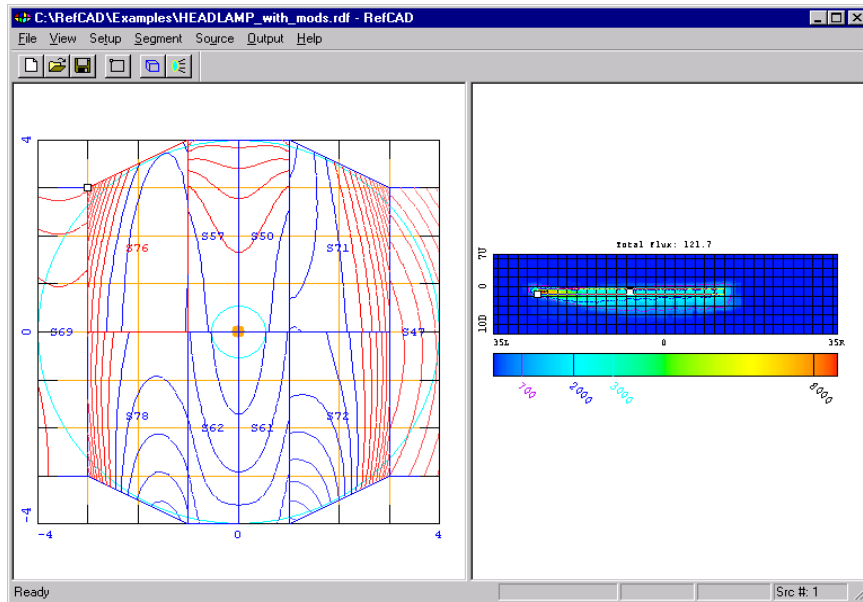 C:\RefCAD\Examples\HEADLAMP_with_mods.rdf - RefCAD
File View Setup Segment Source Output Help
4
S57 S50
S76 S71
S69 0 S47
S78 S72
S62 S61
-4
-4 0 4
Total Flux: 121.7
7U
0
10D
35L 0 35R
700 2000 3000 8000
Ready
Src #: 1